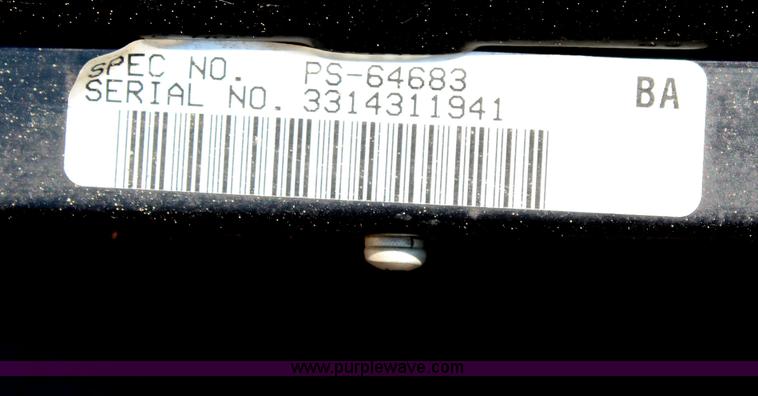 SPEC NO. PS-64683
SERIAL NO. 3314311941
BA
www.purplewave.com